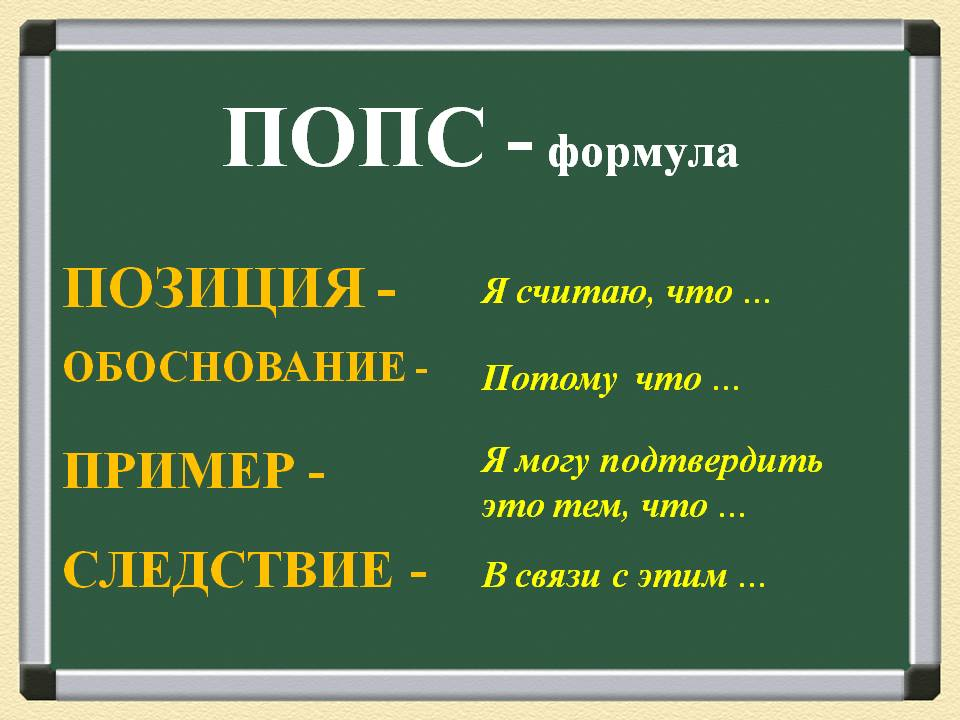 ПОПС - формула
ПОЗИЦИЯ - Я считаю, что ...
ОБОСНОВАНИЕ - Потому что ...
ПРИМЕР - Я могу подтвердить
это тем, что ...
СЛЕДСТВИЕ - В связи с этим ...